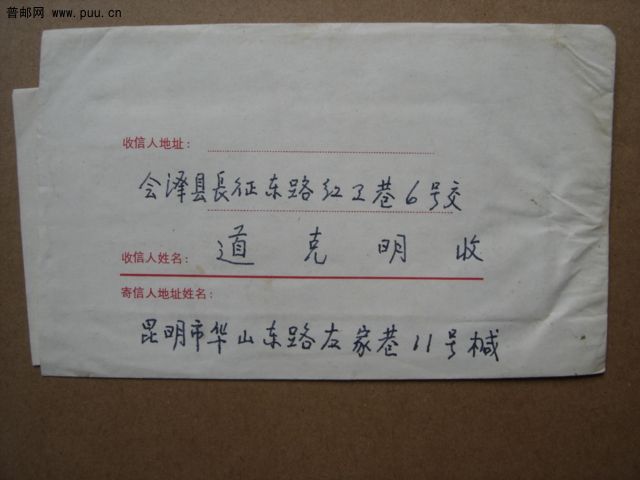 普邮网 www.puu.cn
收信人地址：
会泽县長征东路红卫巷6号交
收信人姓名： 道克明收
寄信人地址姓名：
昆明市华山东路友家巷11号椷